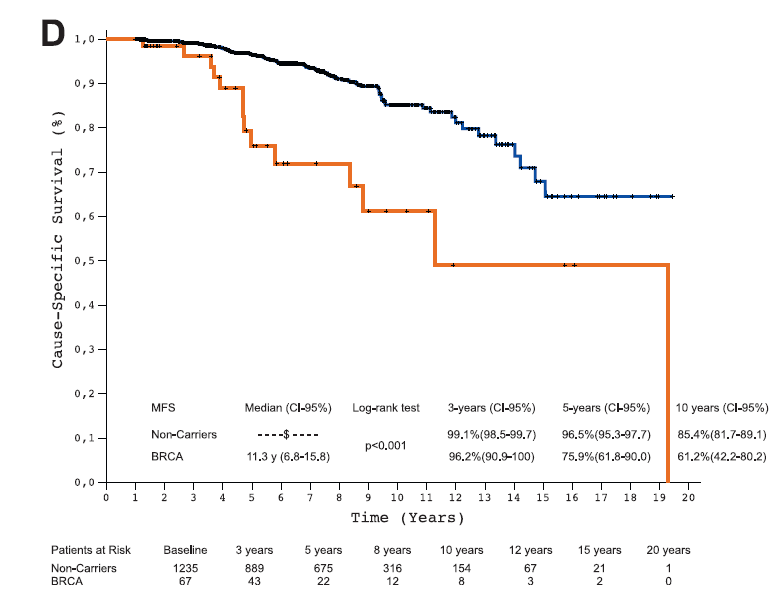 D
Cause-Specific Survival (%)
1,0
0,9
0,8
0,7
0,6
0,5
0,4
0,3
0,2
0,1
0,0
MFS Median (CI-95%) Log-rank test 3-years (CI-95%) 5-years (CI-95%) 10 years (CI-95%)
Non-Carriers ----$---- p<0.001 99.1%(98.5-99.7) 96.5%(95.3-97.7) 85.4%(81.7-89.1)
BRCA 11.3 y (6.8-15.8) 96.2%(90.9-100) 75.9%(61.8-90.0) 61.2%(42.2-80.2)
0 1 2 3 4 5 6 7 8 9 10 11 12 13 14 15 16 17 18 19 20
Time (Years)
Patients at Risk Baseline 3 years 5 years 8 years 10 years 12 years 15 years 20 years
Non-Carriers 1235 889 675 316 154 67 21 1
BRCA 67 43 22 12 8 3 2 0